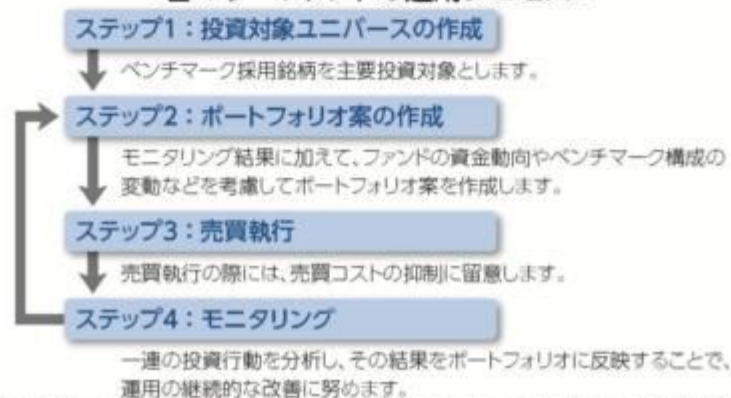 ステップ1：投資対象ユニバースの作成
ベンチマーク採用銘柄を主要投資対象とします。
ステップ2：ポートフォリオ案の作成
モニタリング結果に加えて、ファンドの資金動向やベンチマーク構成の
変動などを考慮してポートフォリオ案を作成します。
ステップ3：売買執行
売買執行の際には、売買コストの抑制に留意します。
ステップ4：モニタリング
一連の投資行動を分析し、その結果をポートフォリオに反映することで、
運用の継続的な改善に努めます。